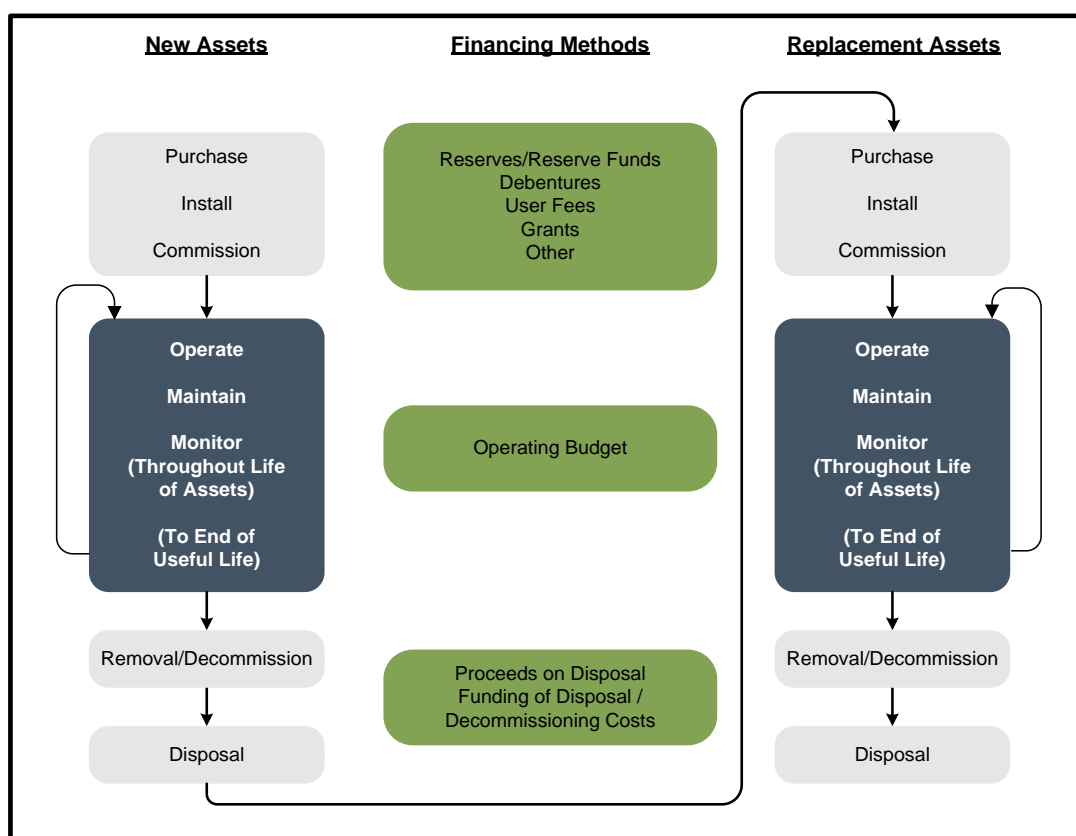 New Assets
Financing Methods
Replacement Assets
Purchase
Install
Commission
Operate
Maintain
Monitor
(Throughout Life
of Assets)
(To End of
Useful Life)
Removal/Decommission
Disposal
Reserves/Reserve Funds
Debentures
User Fees
Grants
Other
Operating Budget
Proceeds on Disposal
Funding of Disposal /
Decommissioning Costs
Purchase
Install
Commission
Operate
Maintain
Monitor
(Throughout Life
of Assets)
(To End of
Useful Life)
Removal/Decommission
Disposal